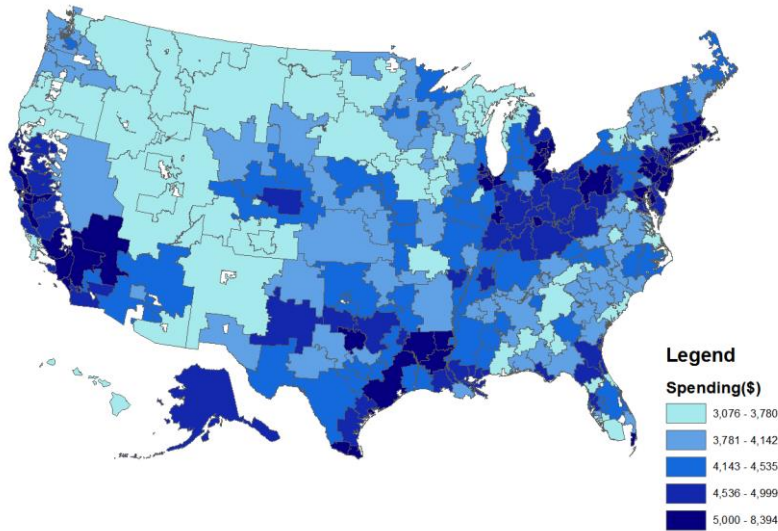 Legend
Spending($)
3,076 - 3,780
3,781 - 4,142
4,143 - 4,535
4,536 - 4,999
5,000 - 8,394